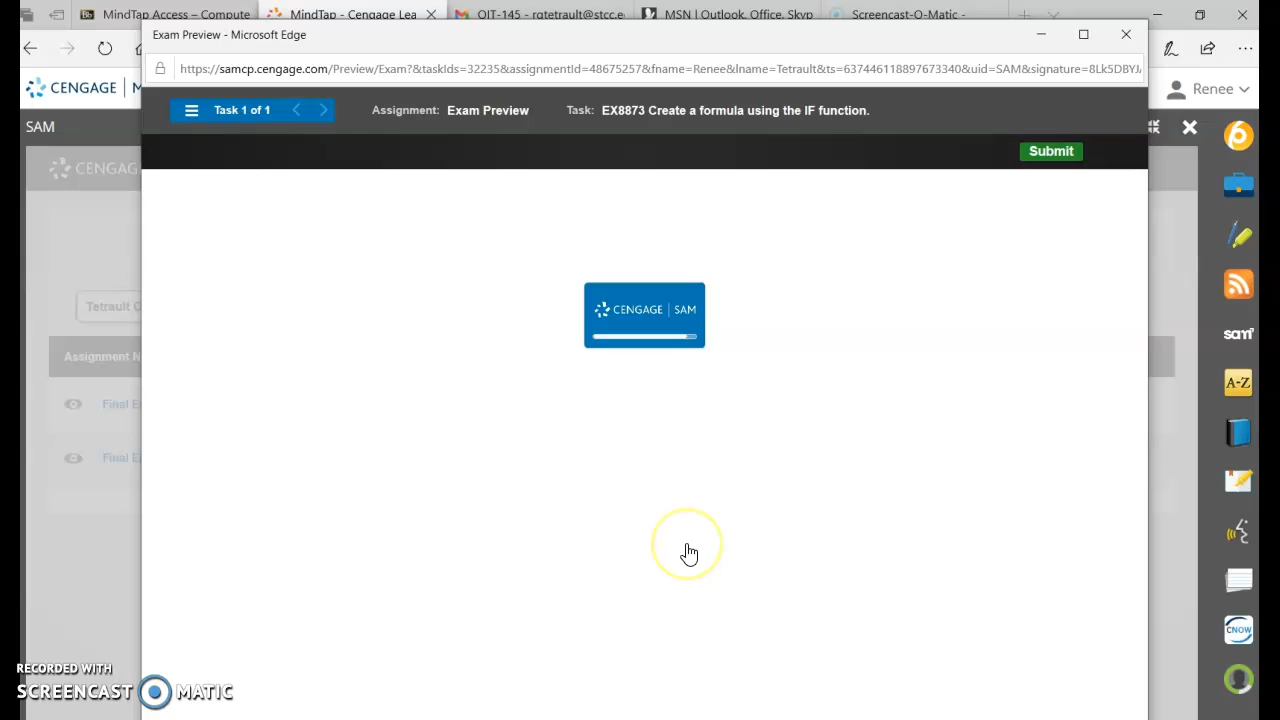 MindTap Access – Compute
MindTap - Cengage Lea
OIT-145 - rgtetrault@stcc.e
MSN | Outlook, Office, Skyp
Screencast-O-Matic -
Exam Preview - Microsoft Edge
https://samcp.cengage.com/Preview/Exam?&taskIds=32235&assignmentId=48675257&fname=Renee&lname=Tetrault&ts=637446118897673340&uid=SAM&signature=8Lk5DBYJ
CENGAGE | M
Renee
Task 1 of 1
Assignment: Exam Preview
Task: EX8873 Create a formula using the IF function.
SAM
Submit
CENGAG
Tetrault C
CENGAGE | SAM
Assignment N
Final E
Final E
sam
A-Z
CNOW
RECORDED WITH
SCREENCAST MATIC